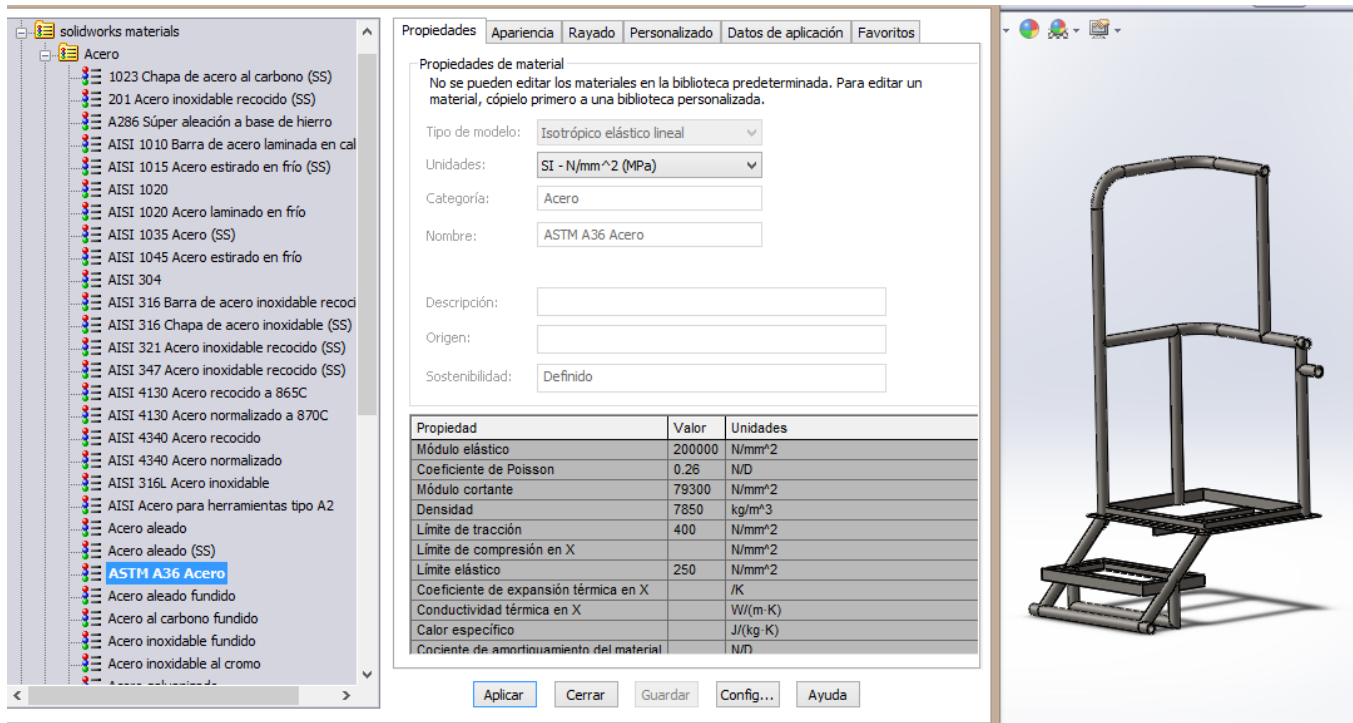 solidworks materials
Acero
1023 Chapa de acero al carbono (SS)
201 Acero inoxidable recocido (SS)
A286 Súper aleación a base de hierro
AISI 1010 Barra de acero laminada en cal
AISI 1015 Acero estirado en frío (SS)
AISI 1020
AISI 1020 Acero laminado en frío
AISI 1035 Acero (SS)
AISI 1045 Acero estirado en frío
AISI 304
AISI 316 Barra de acero inoxidable recoci
AISI 316 Chapa de acero inoxidable (SS)
AISI 321 Acero inoxidable recocido (SS)
AISI 347 Acero inoxidable recocido (SS)
AISI 4130 Acero recocido a 865C
AISI 4130 Acero normalizado a 870C
AISI 4340 Acero recocido
AISI 4340 Acero normalizado
AISI 316L Acero inoxidable
AISI Acero para herramientas tipo A2
Acero aleado
Acero aleado (SS)
ASTM A36 Acero
Acero aleado fundido
Acero al carbono fundido
Acero inoxidable fundido
Acero inoxidable al cromo
Propiedades Apariencia Rayado Personalizado Datos de aplicación Favoritos
Propiedades de material
No se pueden editar los materiales en la biblioteca predeterminada. Para editar un
material, cópielo primero a una biblioteca personalizada.
Tipo de modelo: Isotrópico elástico lineal
Unidades: SI - N/mm^2 (MPa)
Categoría: Acero
Nombre: ASTM A36 Acero
Descripción:
Origen:
Sostenibilidad: Definido
Propiedad Valor Unidades
Módulo elástico 200000 N/mm^2
Coeficiente de Poisson 0.26 N/D
Módulo cortante 79300 N/mm^2
Densidad 7850 kg/m^3
Límite de tracción 400 N/mm^2
Límite de compresión en X N/mm^2
Límite elástico 250 N/mm^2
Coeficiente de expansión térmica en X /K
Conductividad térmica en X W/(m·K)
Calor específico J/(kg·K)
Cociente de amortiguamiento del material N/D
Aplicar Cerrar Guardar Config... Ayuda